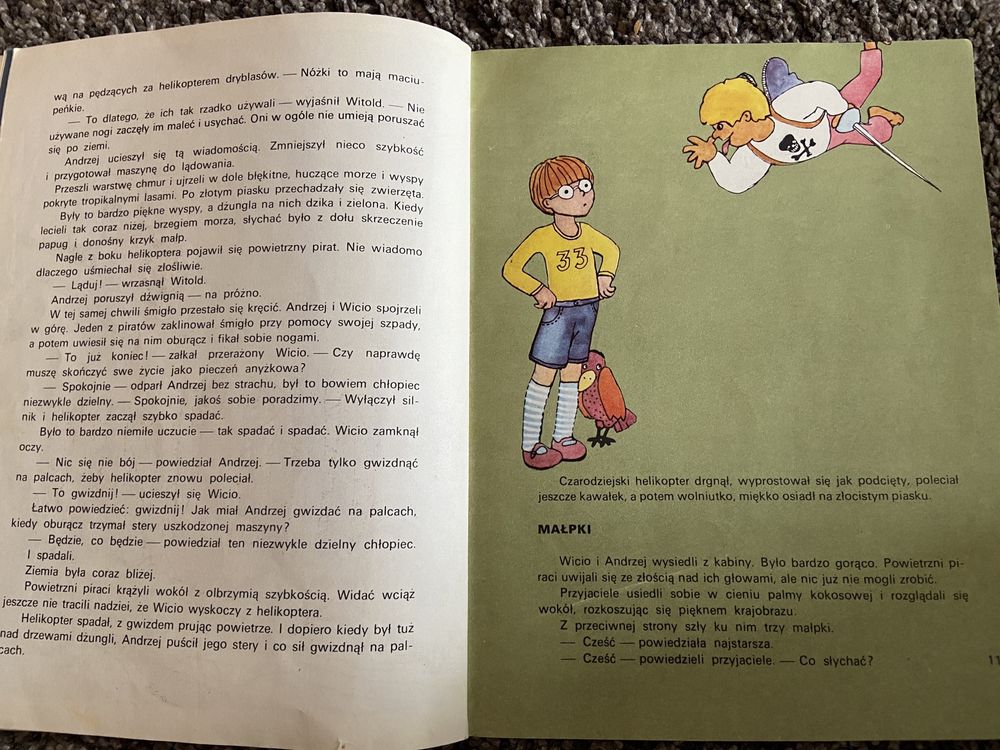 wą na pędzących za helikopterem dryblasów. — Nóżki to mają maciu-
peńkie.
— To dlatego, że ich tak rzadko używali — wyjaśnił Witold. — Nie
używane nogi zaczęły im maleć i usychać. Oni w ogóle nie umieją poruszać
się po ziemi.
Andrzej ucieszył się tą wiadomością. Zmniejszył nieco szybkość
i przygotował maszynę do lądowania.
Przeszli warstwę chmur i ujrzeli w dole błękitne, huczące morze i wyspy
pokryte tropikalnymi lasami. Po złotym piasku przechadzały się zwierzęta.
Były to bardzo piękne wyspy, a dżungla na nich dzika i zielona. Kiedy
lecieli tak coraz niżej, brzegiem morza, słychać było z dołu skrzeczenie
papug i donośny krzyk małp.
Nagle z boku helikoptera pojawił się powietrzny pirat. Nie wiadomo
dlaczego uśmiechał się złośliwie.
— Ląduj! — wrzasnął Witold.
Andrzej poruszył dźwignią — na próżno.
W tej samej chwili śmigło przestało się kręcić. Andrzej i Wicio spojrzeli
w górę. Jeden z piratów zaklinował śmigło przy pomocy swojej szpady,
a potem uwiesił się na nim oburącz i fikał sobie nogami.
— To już koniec! — załkał przerażony Wicio. — Czy naprawdę
muszę skończyć swe życie jako pieczeń anyżkowa?
— Spokojnie — odparł Andrzej bez strachu, był to bowiem chłopiec
niezwykle dzielny. — Spokojnie, jakoś sobie poradzimy. — Wyłączył sil-
nik i helikopter zaczął szybko spadać.
Było to bardzo niemiłe uczucie — tak spadać i spadać. Wicio zamknął
oczy.
— Nic się nie bój — powiedział Andrzej. — Trzeba tylko gwizdnąć
na palcach, żeby helikopter znowu poleciał.
— To gwizdnij! — ucieszył się Wicio.
Łatwo powiedzieć: gwizdnij! Jak miał Andrzej gwizdać na palcach,
kiedy oburącz trzymał stery uszkodzonej maszyny?
— Będzie, co będzie — powiedział ten niezwykle dzielny chłopiec.
I spadali.
Ziemia była coraz bliżej.
Powietrzni piraci krążyli wokół z olbrzymią szybkością. Widać wciąż
jeszcze nie tracili nadziei, że Wicio wyskoczy z helikoptera.
Helikopter spadał, z gwizdem prując powietrze. I dopiero kiedy był tuż
nad drzewami dżungli, Andrzej puścił jego stery i co sił gwizdnął na pal-
cach.
33
Czarodziejski helikopter drgnął, wyprostował się jak podcięty, poleciał
jeszcze kawałek, a potem wolniutko, miękko osiadł na złocistym piasku.
MAŁPKI
Wicio i Andrzej wysiedli z kabiny. Było bardzo gorąco. Powietrzni pi-
raci uwijali się ze złością nad ich głowami, ale nic już nie mogli zrobić.
Przyjaciele usiedli sobie w cieniu palmy kokosowej i rozglądali się
wokół, rozkoszując się pięknem krajobrazu.
Z przeciwnej strony szły ku nim trzy małpki.
— Cześć — powiedziała najstarsza.
— Cześć — powiedzieli przyjaciele. — Co słychać?